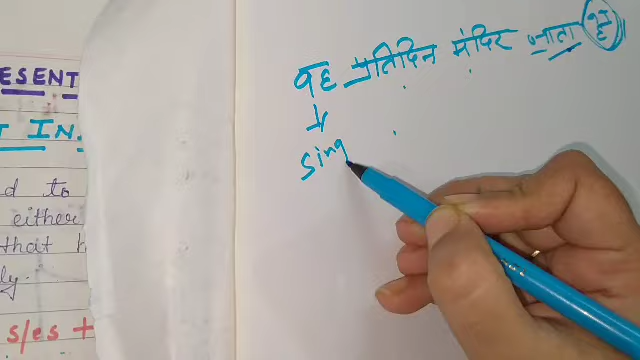 ESENT
T IN.
d to
either
that h
ly.
s/es +
वह प्रतिदिन मंदिर जाता है
Sing